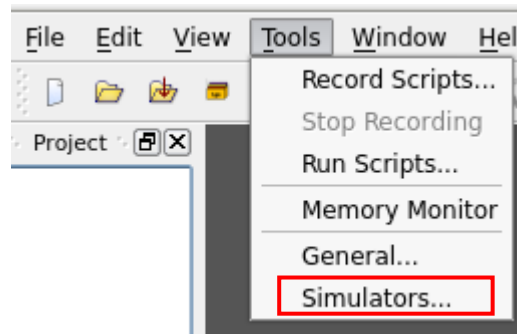 File Edit View Tools Window Hel
Project
Record Scripts...
Stop Recording
Run Scripts...
Memory Monitor
General...
Simulators...